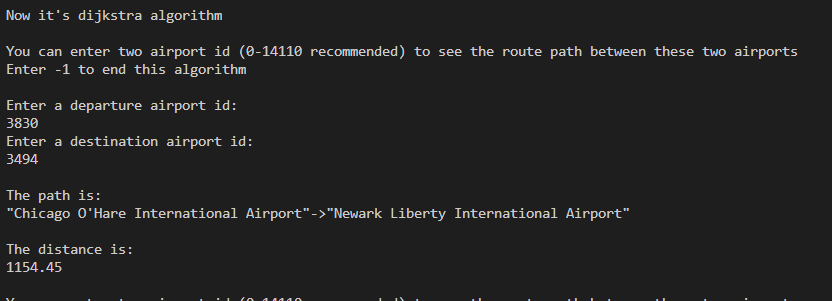 Now it's dijkstra algorithm
You can enter two airport id (0-14110 recommended) to see the route path between these two airports
Enter -1 to end this algorithm
Enter a departure airport id:
3830
Enter a destination airport id:
3494
The path is:
"Chicago O'Hare International Airport"->"Newark Liberty International Airport"
The distance is:
1154.45